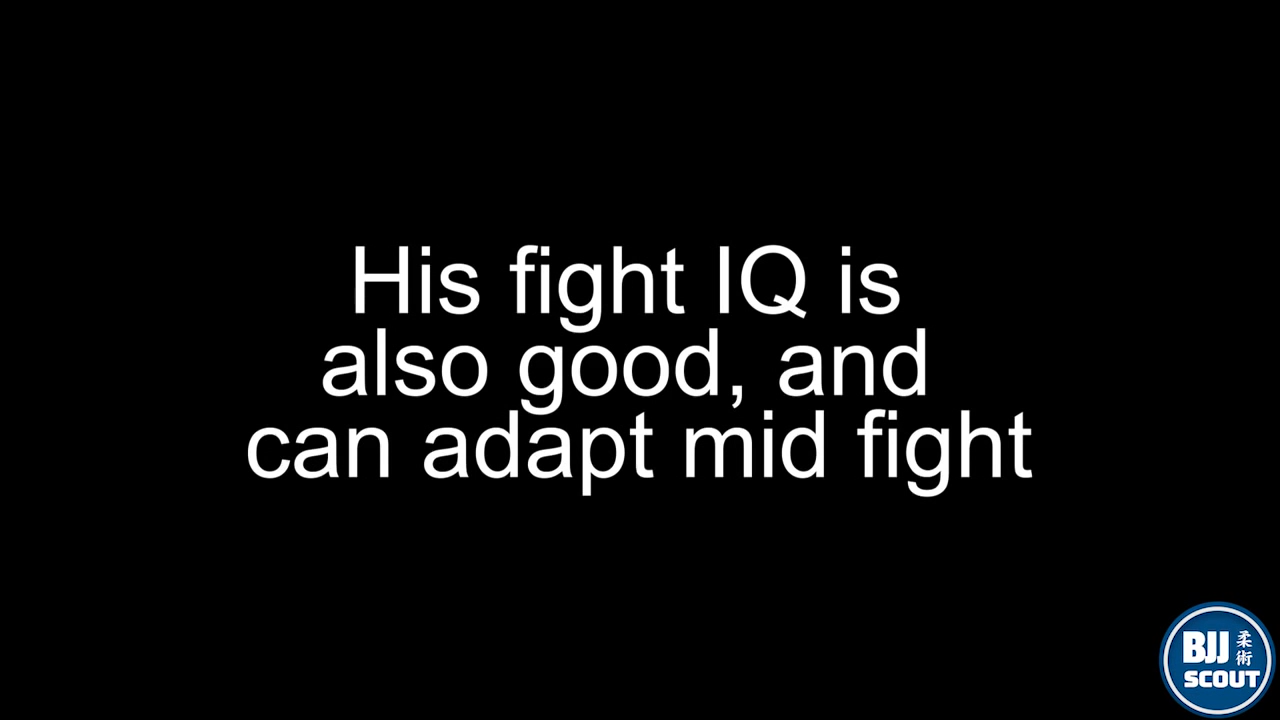 His fight IQ is
also good, and
can adapt mid fight
BJJ 柔術
SCOUT